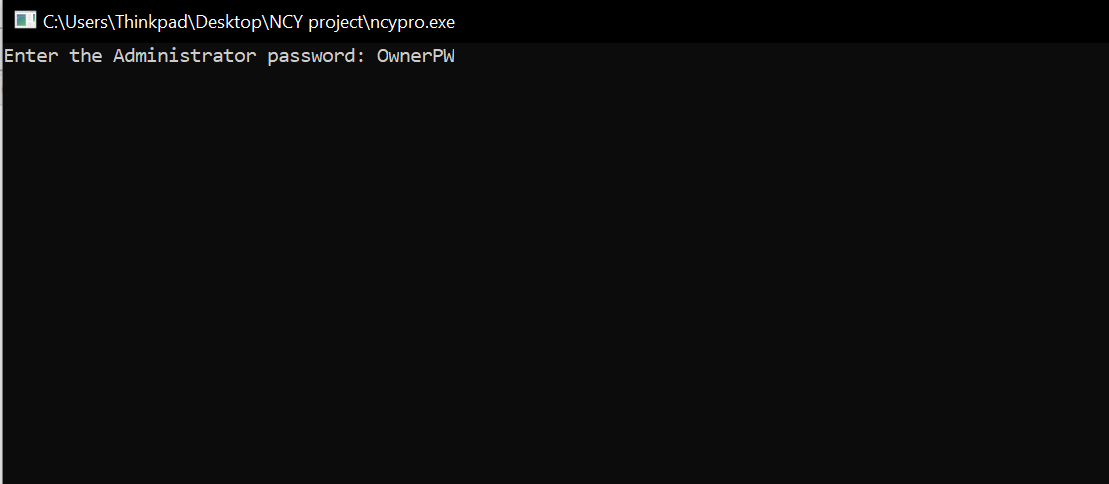 C:\Users\Thinkpad\Desktop\NCY project\ncypro.exe
Enter the Administrator password: OwnerPW